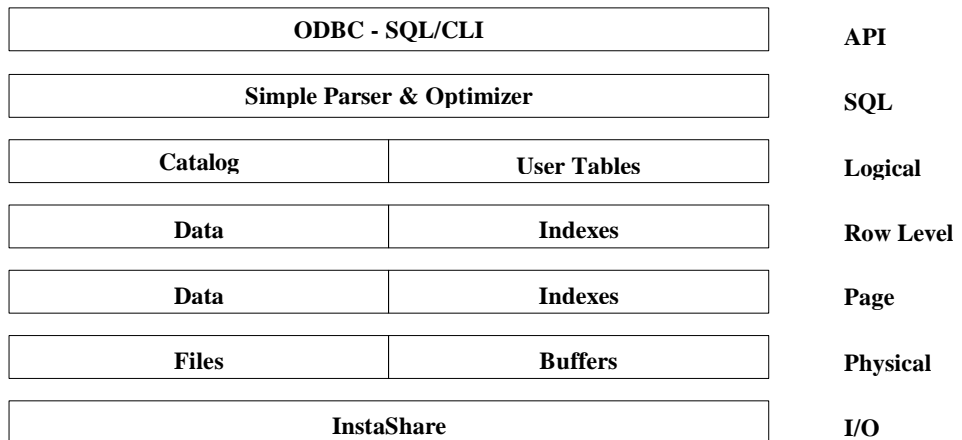 ODBC - SQL/CLI API
Simple Parser & Optimizer SQL
Catalog User Tables Logical
Data Indexes Row Level
Data Indexes Page
Files Buffers Physical
InstaShare I/O